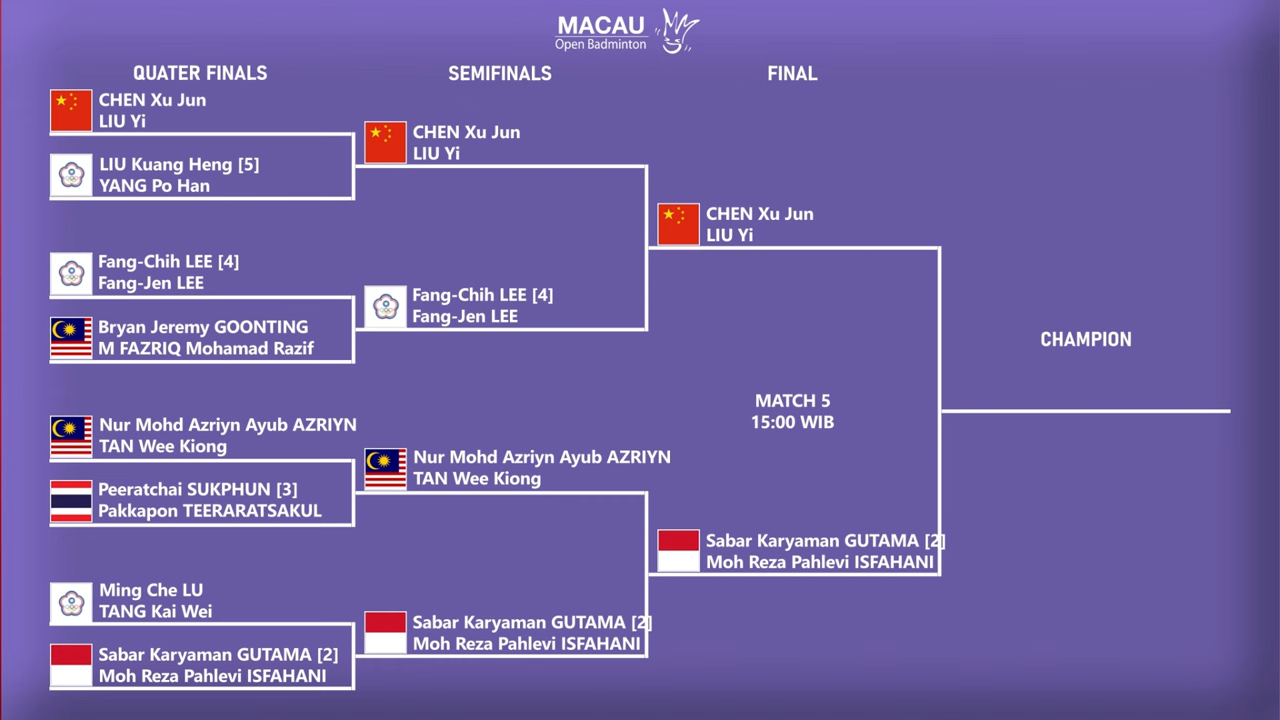 MACAU
Open Badminton
QUATER FINALS
SEMIFINALS
FINAL
CHEN Xu Jun
LIU Yi
LIU Kuang Heng [5]
YANG Po Han
Fang-Chih LEE [4]
Fang-Jen LEE
Bryan Jeremy GOONTING
M FAZRIQ Mohamad Razif
Nur Mohd Azriyn Ayub AZRIYN
TAN Wee Kiong
Peeratchai SUKPHUN [3]
Pakkapon TEERARATSAKUL
Ming Che LU
TANG Kai Wei
Sabar Karyaman GUTAMA [2]
Moh Reza Pahlevi ISFAHANI
CHEN Xu Jun
LIU Yi
Fang-Chih LEE [4]
Fang-Jen LEE
Nur Mohd Azriyn Ayub AZRIYN
TAN Wee Kiong
Sabar Karyaman GUTAMA [2]
Moh Reza Pahlevi ISFAHANI
CHEN Xu Jun
LIU Yi
MATCH 5
15:00 WIB
Sabar Karyaman GUTAMA [2]
Moh Reza Pahlevi ISFAHANI
CHAMPION